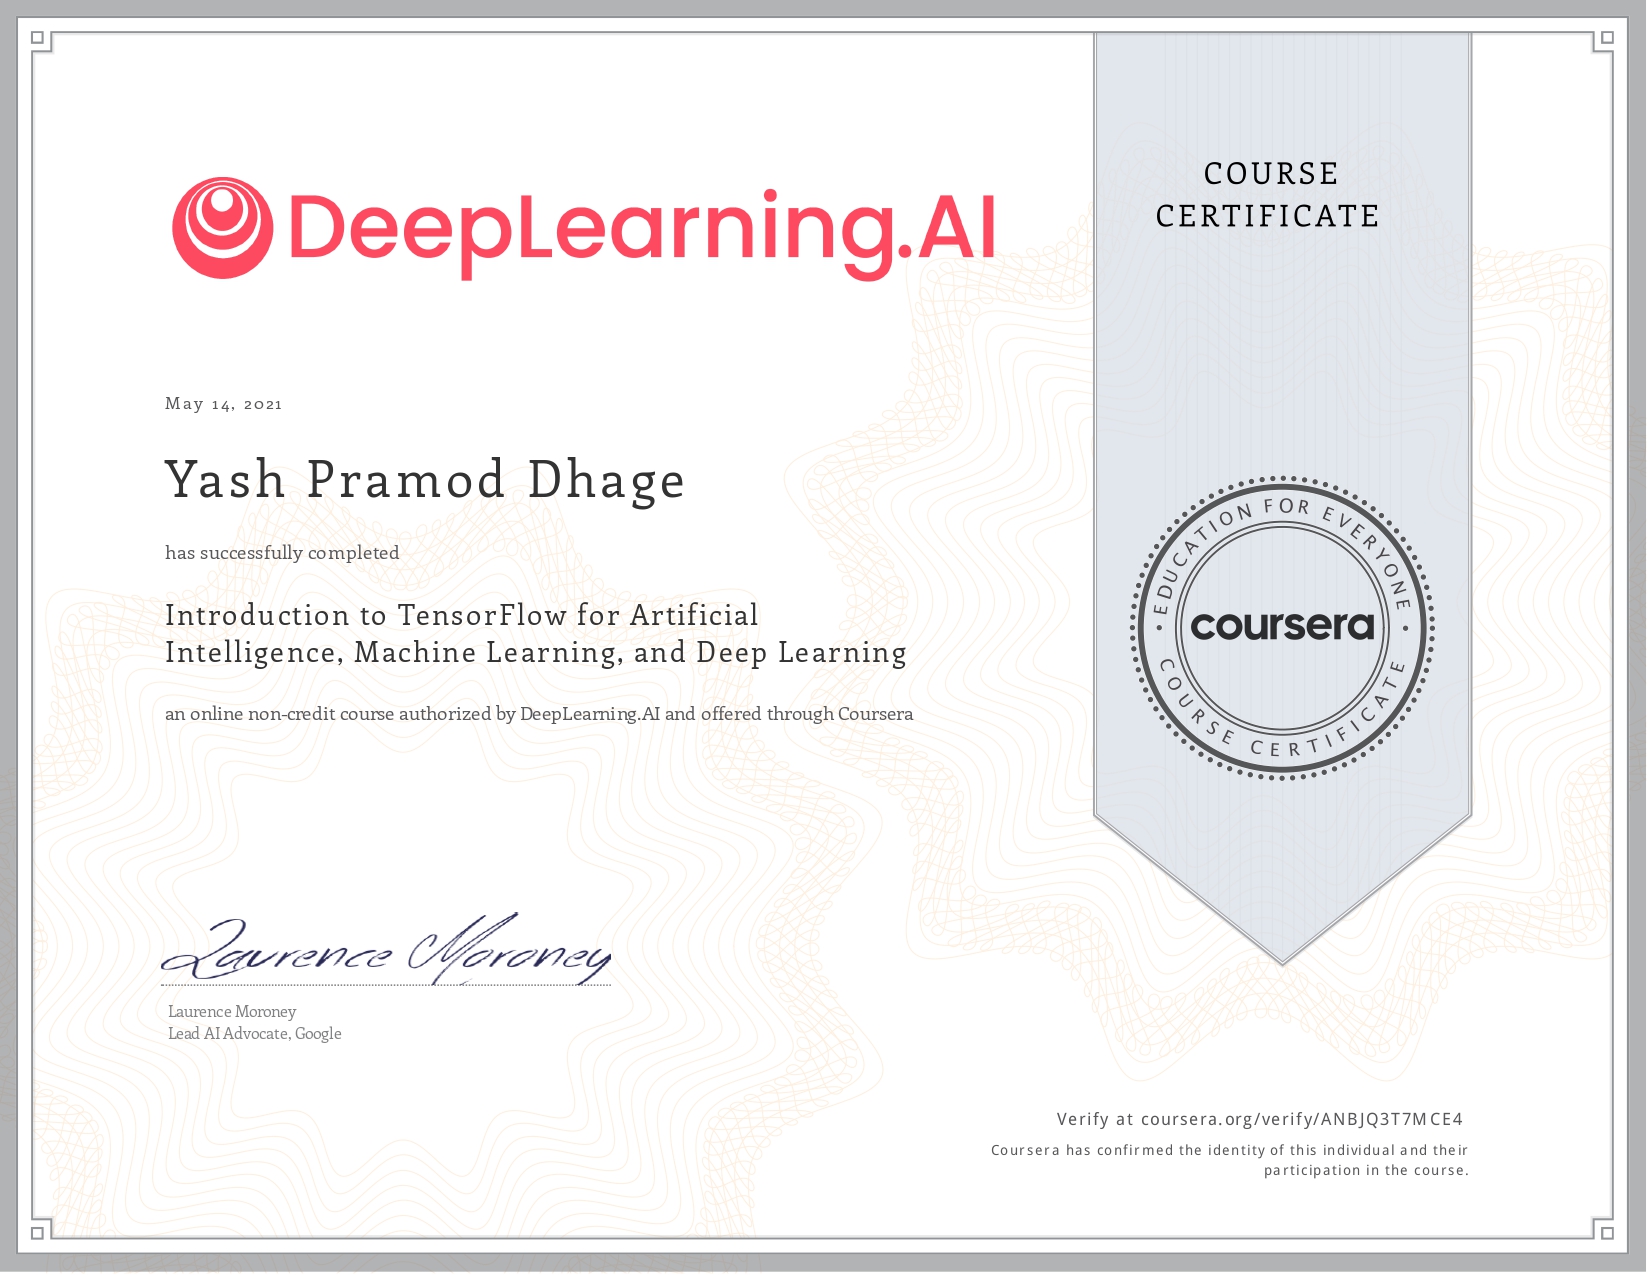 DeepLearning.AI
COURSE
CERTIFICATE
May 14, 2021
Yash Pramod Dhage
has successfully completed
Introduction to TensorFlow for Artificial
Intelligence, Machine Learning, and Deep Learning
an online non-credit course authorized by DeepLearning.AI and offered through Coursera
EDUCATION FOR EVERYONE
coursera
COURSE CERTIFICATE
Laurence Moroney
Laurence Moroney
Lead AI Advocate, Google
Verify at coursera.org/verify/ANBJQ3T7MCE4
Coursera has confirmed the identity of this individual and their
participation in the course.